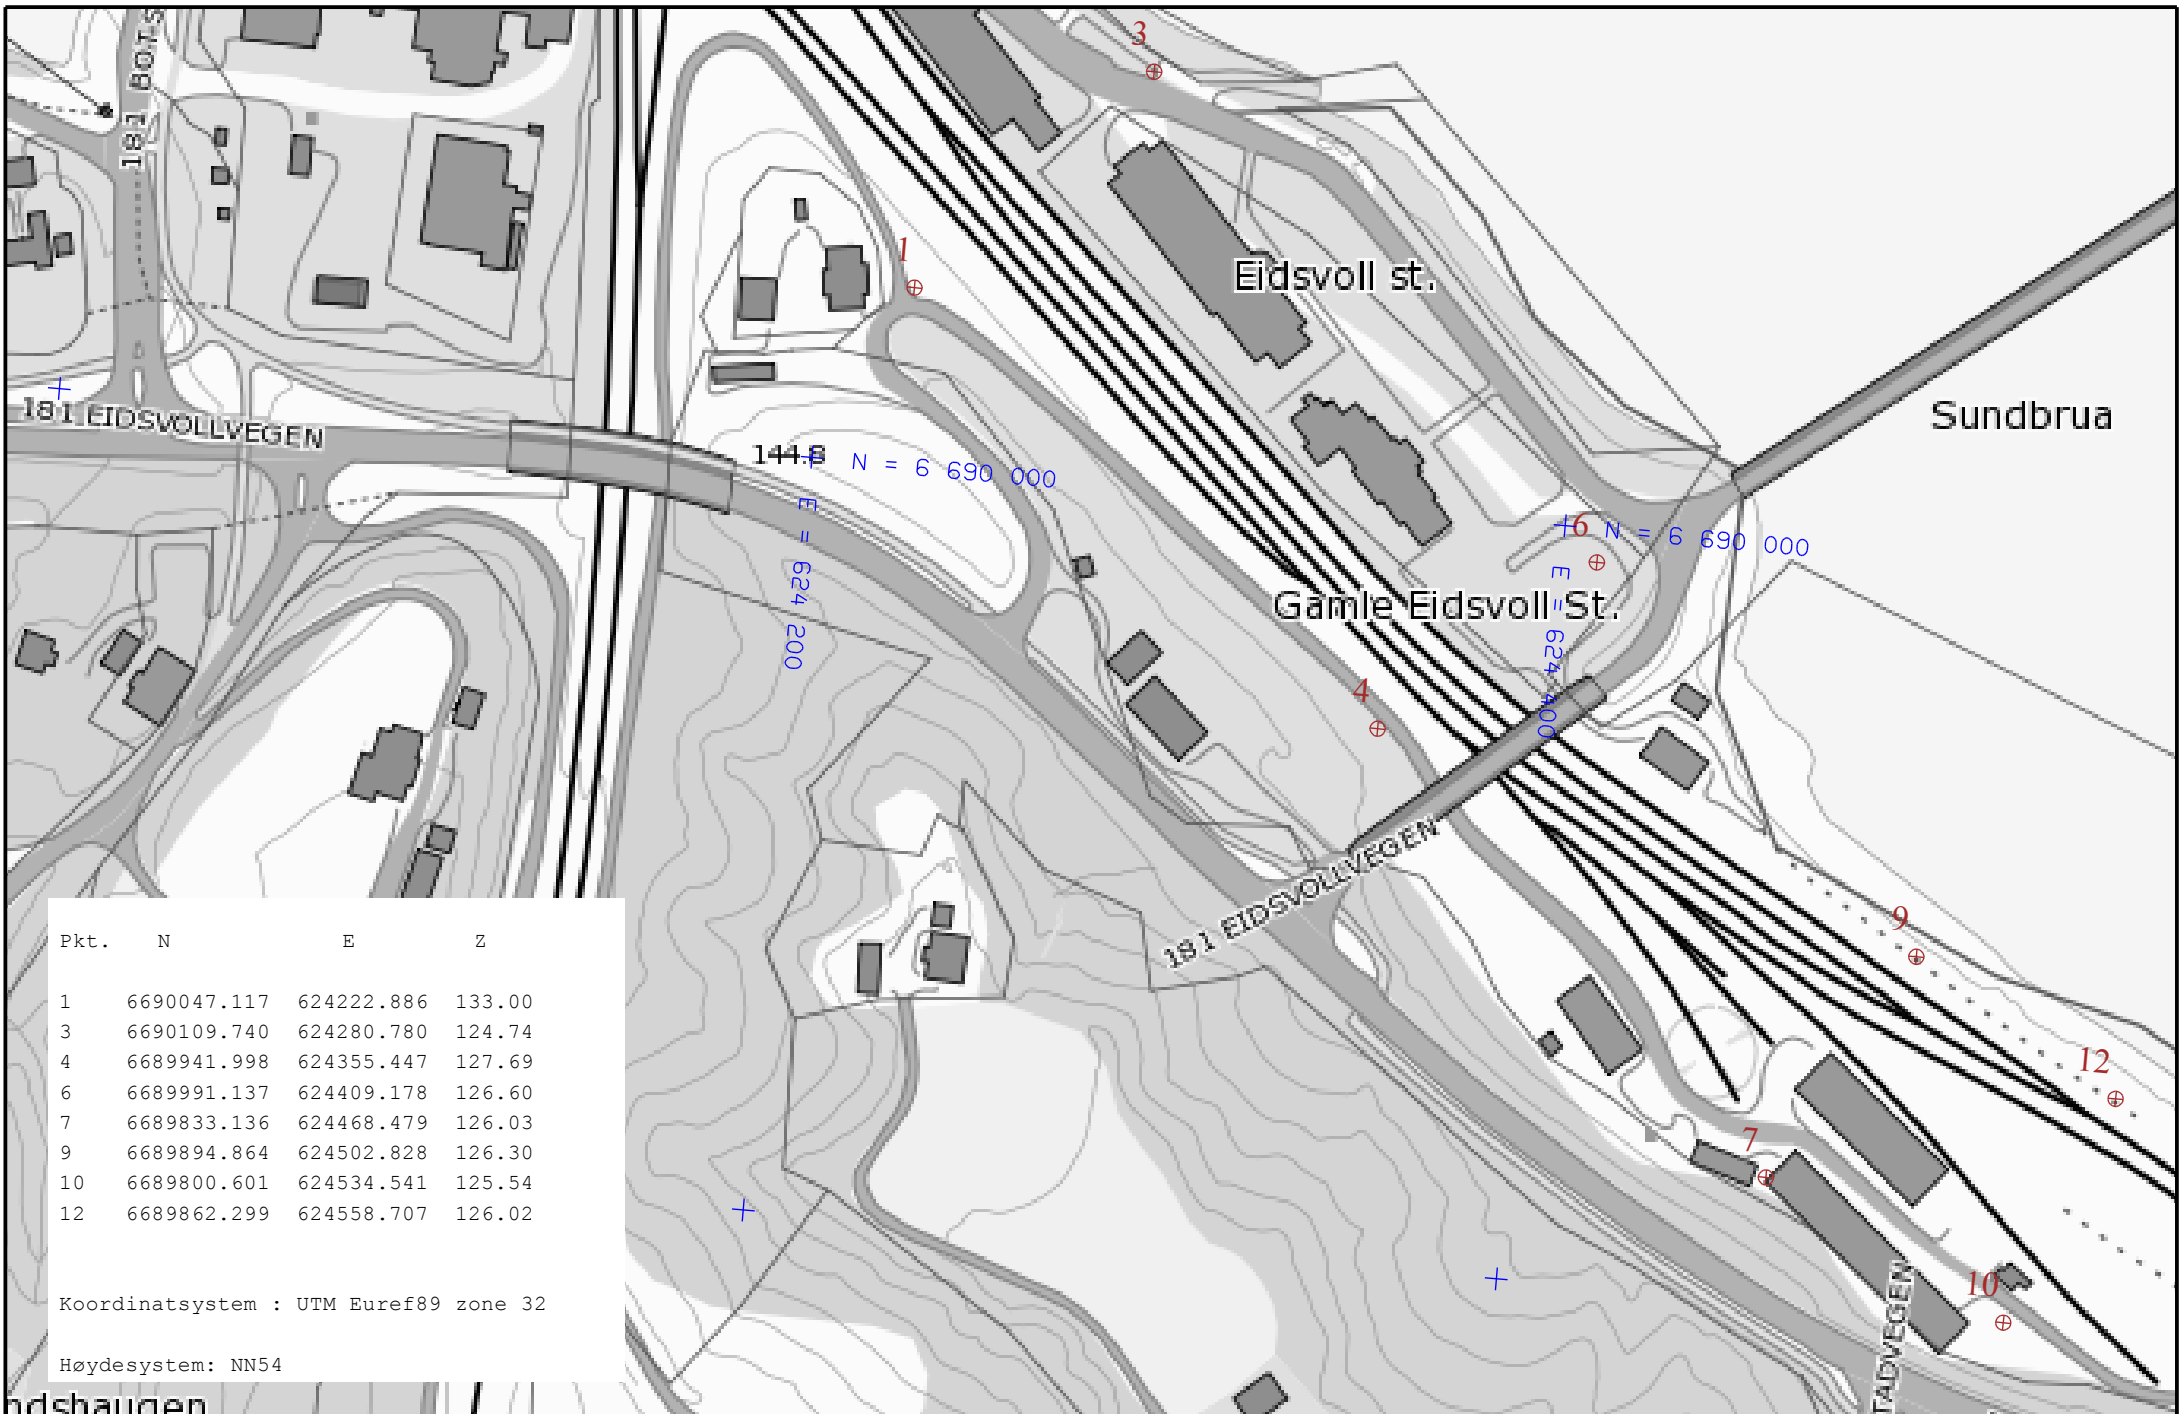 3
181 BOTS
1
Eidsvoll st.
Sundbrua
181 EIDSVOLLVEGEN
144.8
N = 6 690 000
E = 624 200
6
N = 6 690 000
E = 624 400
Gamle Eidsvoll St.
4
181 EIDSVOLLVEGEN
9
12
7
10
TADVEGEN
Pkt. N E Z
1 6690047.117 624222.886 133.00
3 6690109.740 624280.780 124.74
4 6689941.998 624355.447 127.69
6 6689991.137 624409.178 126.60
7 6689833.136 624468.479 126.03
9 6689894.864 624502.828 126.30
10 6689800.601 624534.541 125.54
12 6689862.299 624558.707 126.02
Koordinatsystem : UTM Euref89 zone 32
Høydesystem: NN54
ndshaugen